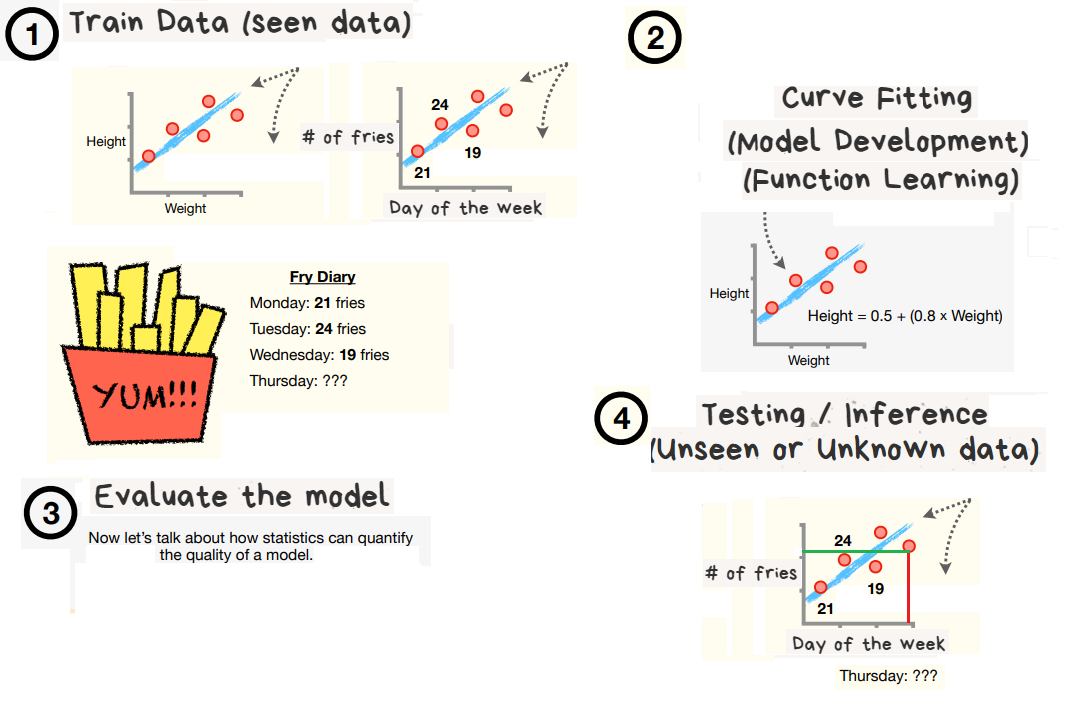 1
Train Data (seen data)
Height
Weight
# of fries
24
19
21
Day of the week
YUM!!!
Fry Diary
Monday: 21 fries
Tuesday: 24 fries
Wednesday: 19 fries
Thursday: ???
2
Curve Fitting
(Model Development)
(Function Learning)
Height
Height = 0.5 + (0.8 x Weight)
Weight
3
Evaluate the model
Now let's talk about how statistics can quantify
the quality of a model.
4
Testing / Inference
(Unseen or Unknown data)
# of fries
24
19
21
Day of the week
Thursday: ???